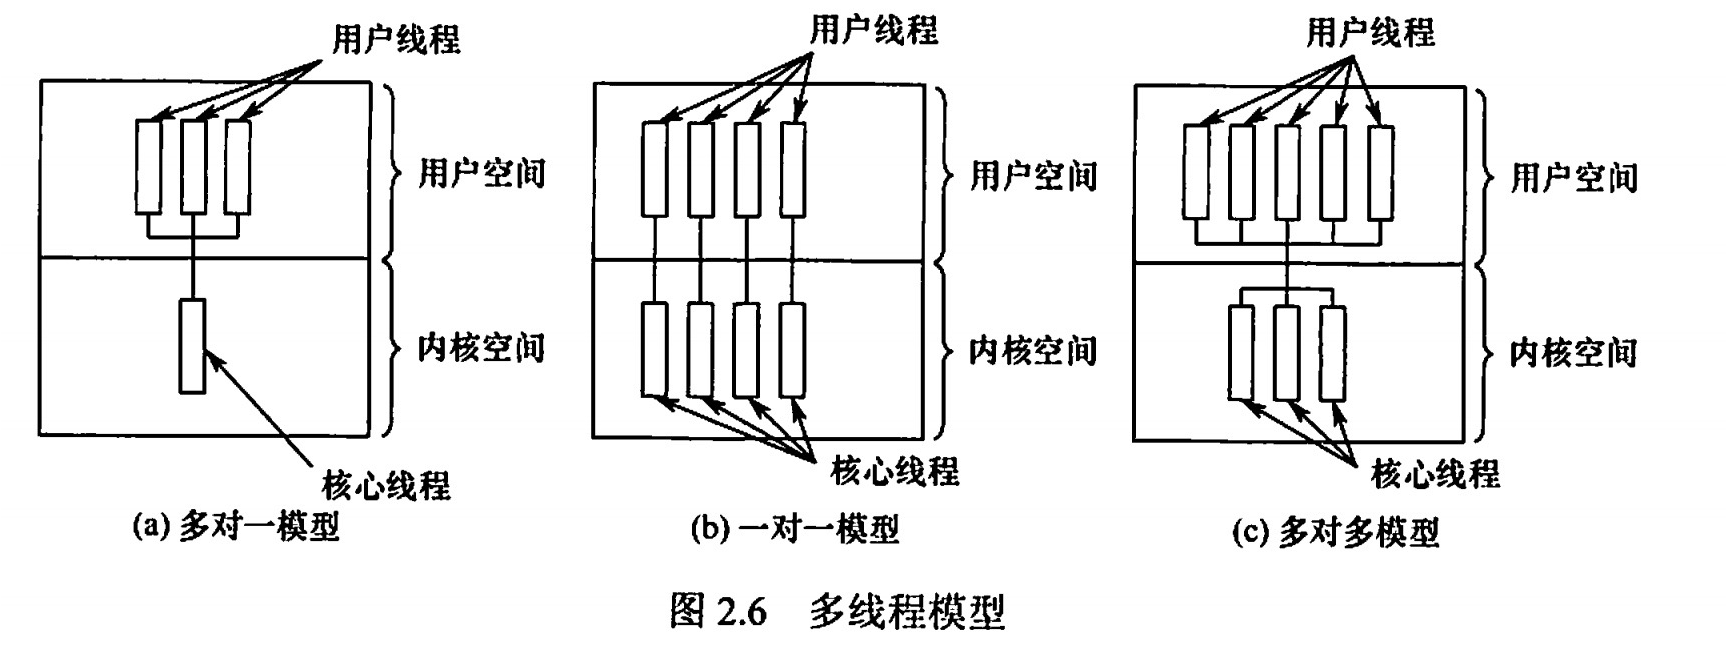 用户线程
用户空间
内核空间
核心线程
(a) 多对一模型
用户线程
用户空间
内核空间
核心线程
(b) 一对一模型
用户线程
用户空间
内核空间
核心线程
(c) 多对多模型
图 2.6 多线程模型